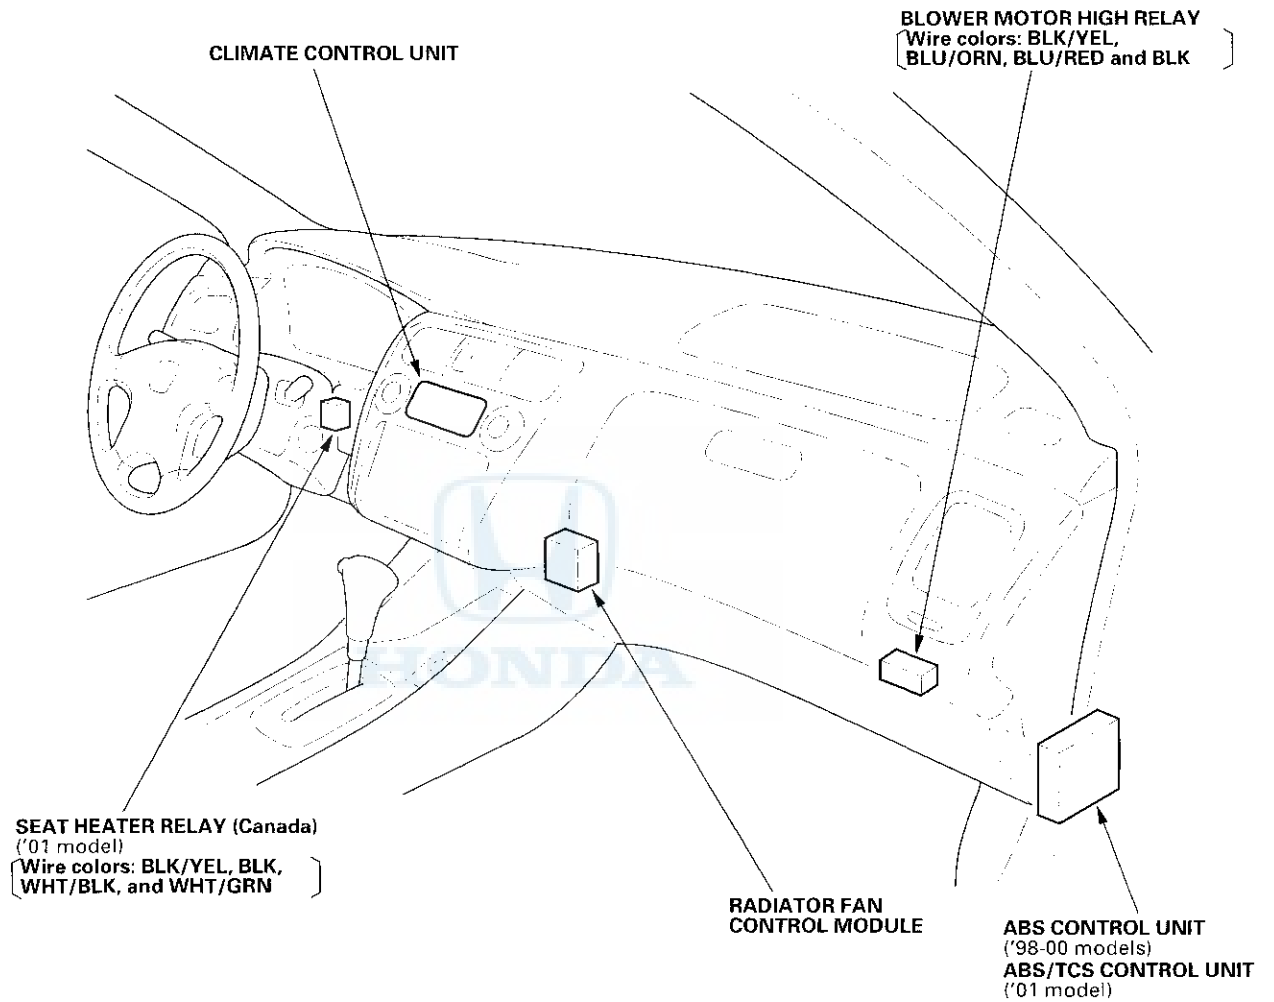 BLOWER MOTOR HIGH RELAY
Wire colors: BLK/YEL,
BLU/ORN, BLU/RED and BLK
CLIMATE CONTROL UNIT
HONDA
SEAT HEATER RELAY (Canada)
('01 model)
Wire colors: BLK/YEL, BLK,
WHT/BLK, and WHT/GRN
RADIATOR FAN
CONTROL MODULE
ABS CONTROL UNIT
('98-00 models)
ABS/TCS CONTROL UNIT
('01 model)